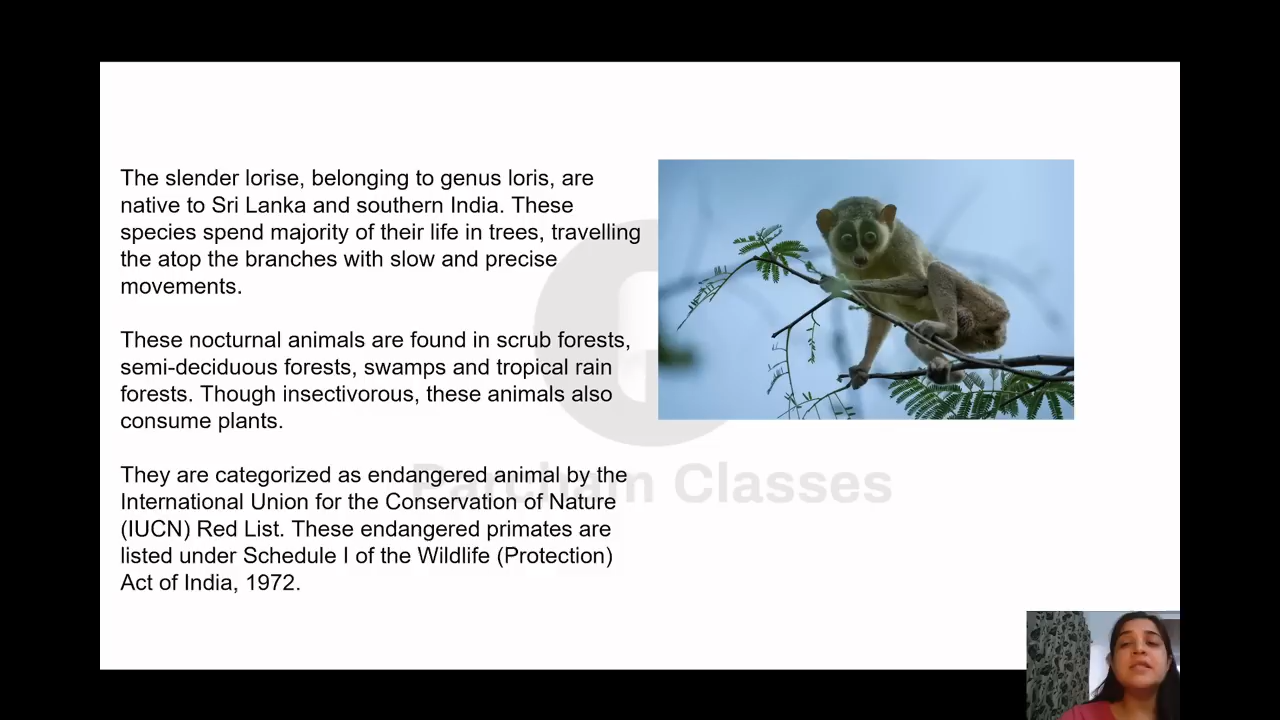 The slender lorise, belonging to genus loris, are
native to Sri Lanka and southern India. These
species spend majority of their life in trees, travelling
the atop the branches with slow and precise
movements.
These nocturnal animals are found in scrub forests,
semi-deciduous forests, swamps and tropical rain
forests. Though insectivorous, these animals also
consume plants.
They are categorized as endangered animal by the
International Union for the Conservation of Nature
(IUCN) Red List. These endangered primates are
listed under Schedule I of the Wildlife (Protection)
Act of India, 1972.
Parcham Classes